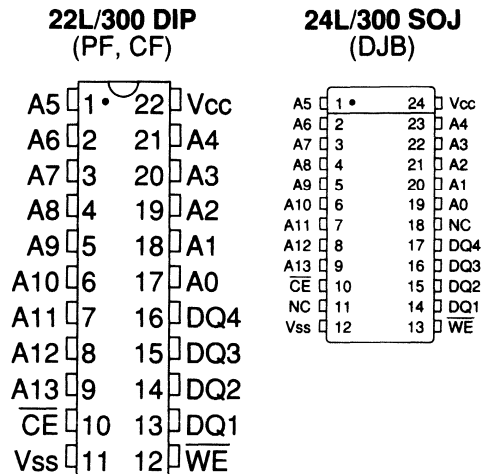 22L/300 DIP
(PF, CF)
A5 1 • 22 Vcc
A6 2 21 A4
A7 3 20 A3
A8 4 19 A2
A9 5 18 A1
A10 6 17 A0
A11 7 16 DQ4
A12 8 15 DQ3
A13 9 14 DQ2
CE 10 13 DQ1
Vss 11 12 WE
24L/300 SOJ
(DJB)
A5 1 • 24 Vcc
A6 2 23 A4
A7 3 22 A3
A8 4 21 A2
A9 5 20 A1
A10 6 19 A0
A11 7 18 NC
A12 8 17 DQ4
A13 9 16 DQ3
CE 10 15 DQ2
NC 11 14 DQ1
Vss 12 13 WE